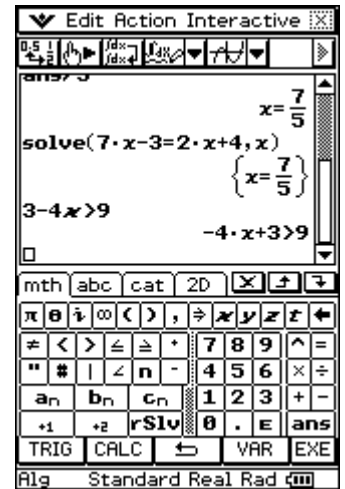 Edit Action Interactive
ans/5
x=7/5
solve(7·x-3=2·x+4,x)
{x=7/5}
3-4x>9
-4·x+3>9
mth abc cat 2D
π θ i ∞ ( ) , ⇒ x y z t ←
≠ < > ≤ ≥ 7 8 9 ^ =
" # | ∠ n - 4 5 6 × ÷
an bn cn 1 2 3 + -
+1 +2 rSlv 0 . E ans
TRIG CALC VAR EXE
Alg Standard Real Rad